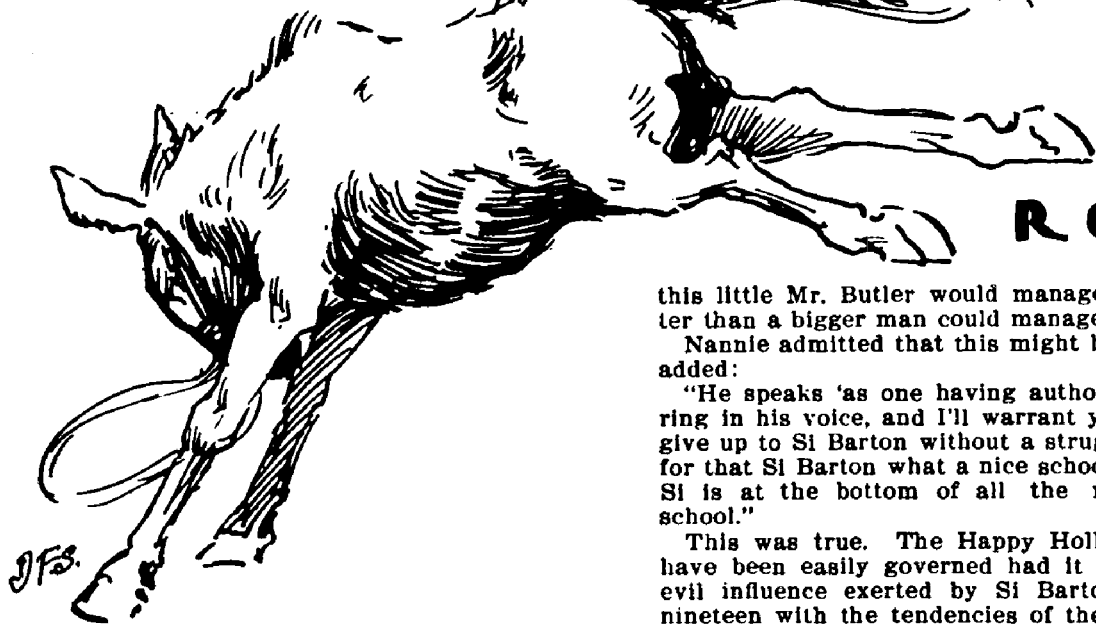 R
this little Mr. Butler would manage
ter than a bigger man could manage
Nannie admitted that this might
added:
"He speaks 'as one having autho
ring in his voice, and I'll warrant
give up to Si Barton without a stru
for that Si Barton what a nice schoo
Si is at the bottom of all the
school."
This was true. The Happy Holl
have been easily governed had it
evil influence exerted by Si Barto
nineteen with the tendencies of the
DFS.